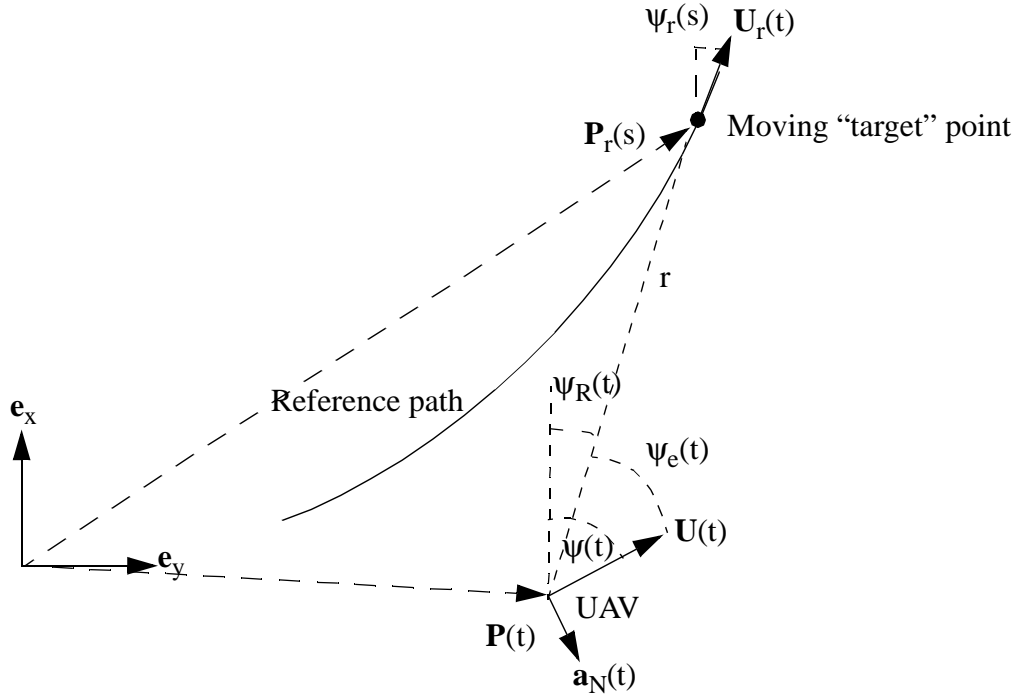 ψr(s)
Ur(t)
Pr(s)
Moving “target” point
r
ψR(t)
Reference path
ex
ψe(t)
ψ(t)
U(t)
ey
UAV
P(t)
aN(t)